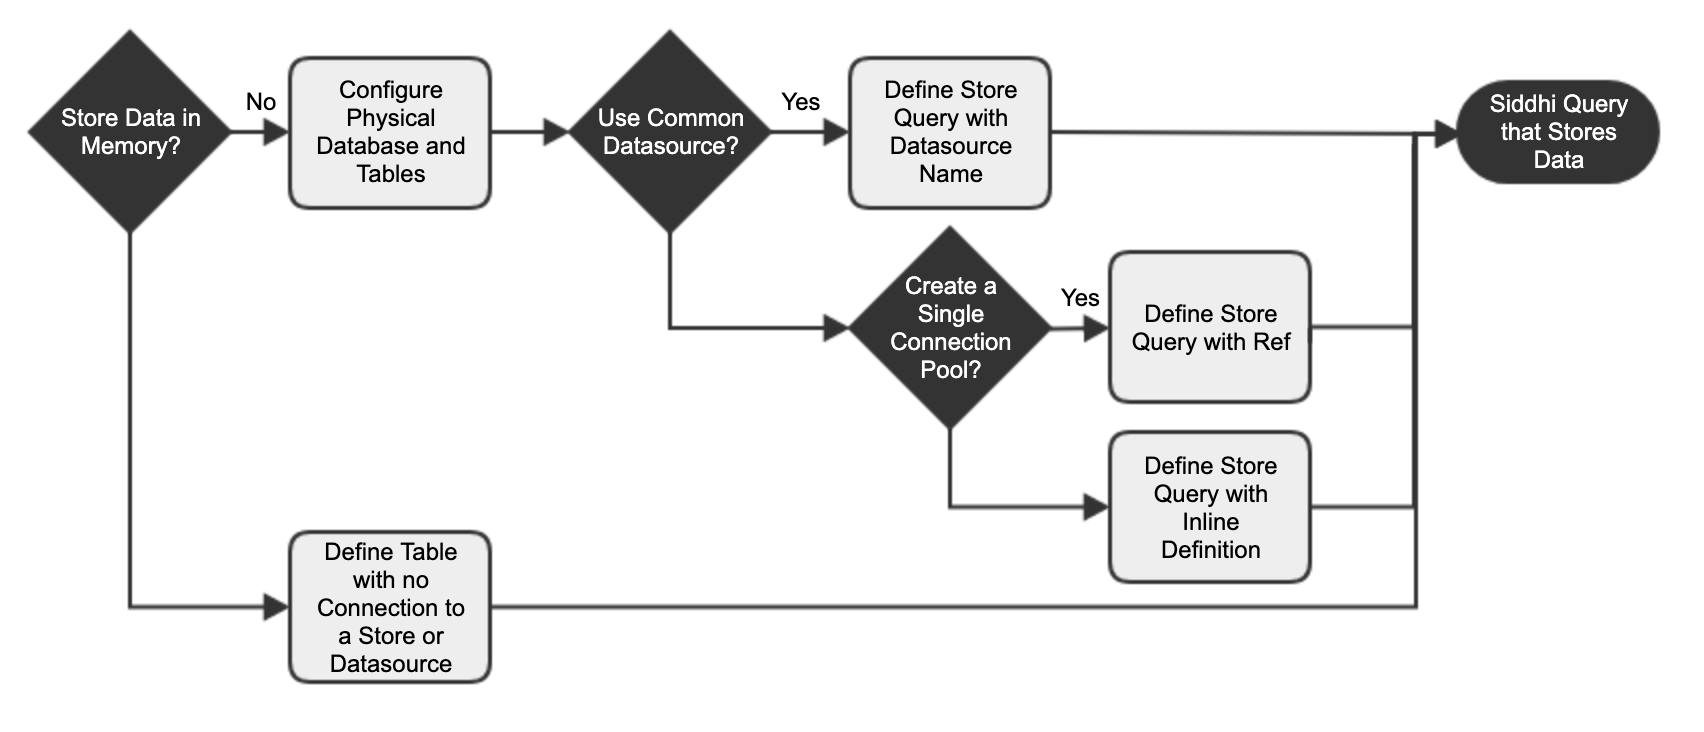 Store Data in
Memory?
No
Configure
Physical
Database and
Tables
Use Common
Datasource?
Yes
Define Store
Query with
Datasource
Name
Siddhi Query
that Stores
Data
Create a
Single
Connection
Pool?
Yes
Define Store
Query with Ref
Define Store
Query with
Inline
Definition
Define Table
with no
Connection to
a Store or
Datasource